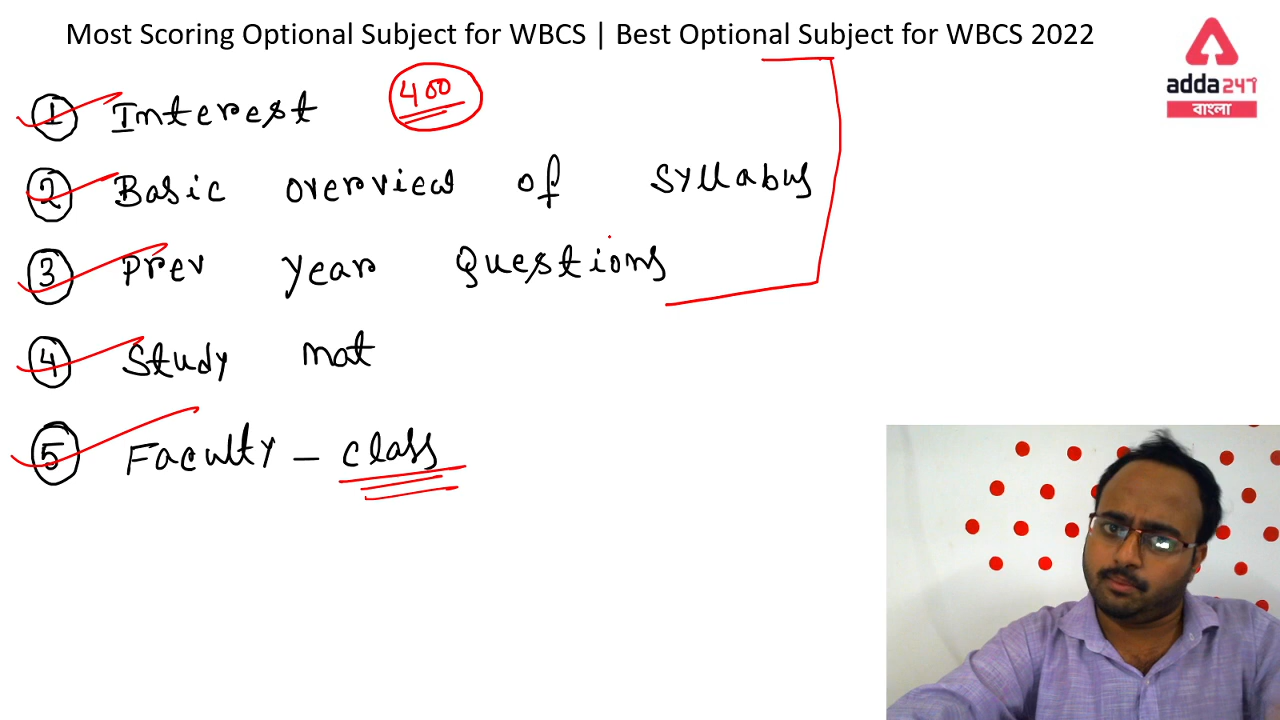 Most Scoring Optional Subject for WBCS | Best Optional Subject for WBCS 2022
adda247
বাংলা
1 Interest 400
2 Basic overview of syllabus
3 Prev year Questions
4 Study mat
5 Faculty - class